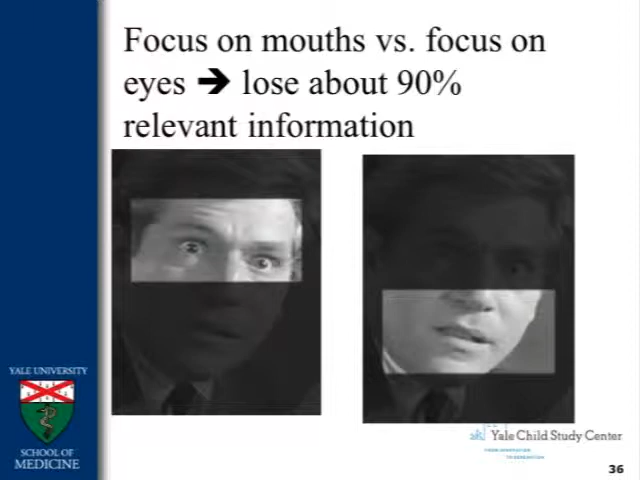 Focus on mouths vs. focus on
eyes → lose about 90%
relevant information
YALE UNIVERSITY
SCHOOL OF
MEDICINE
Yale Child Study Center
36